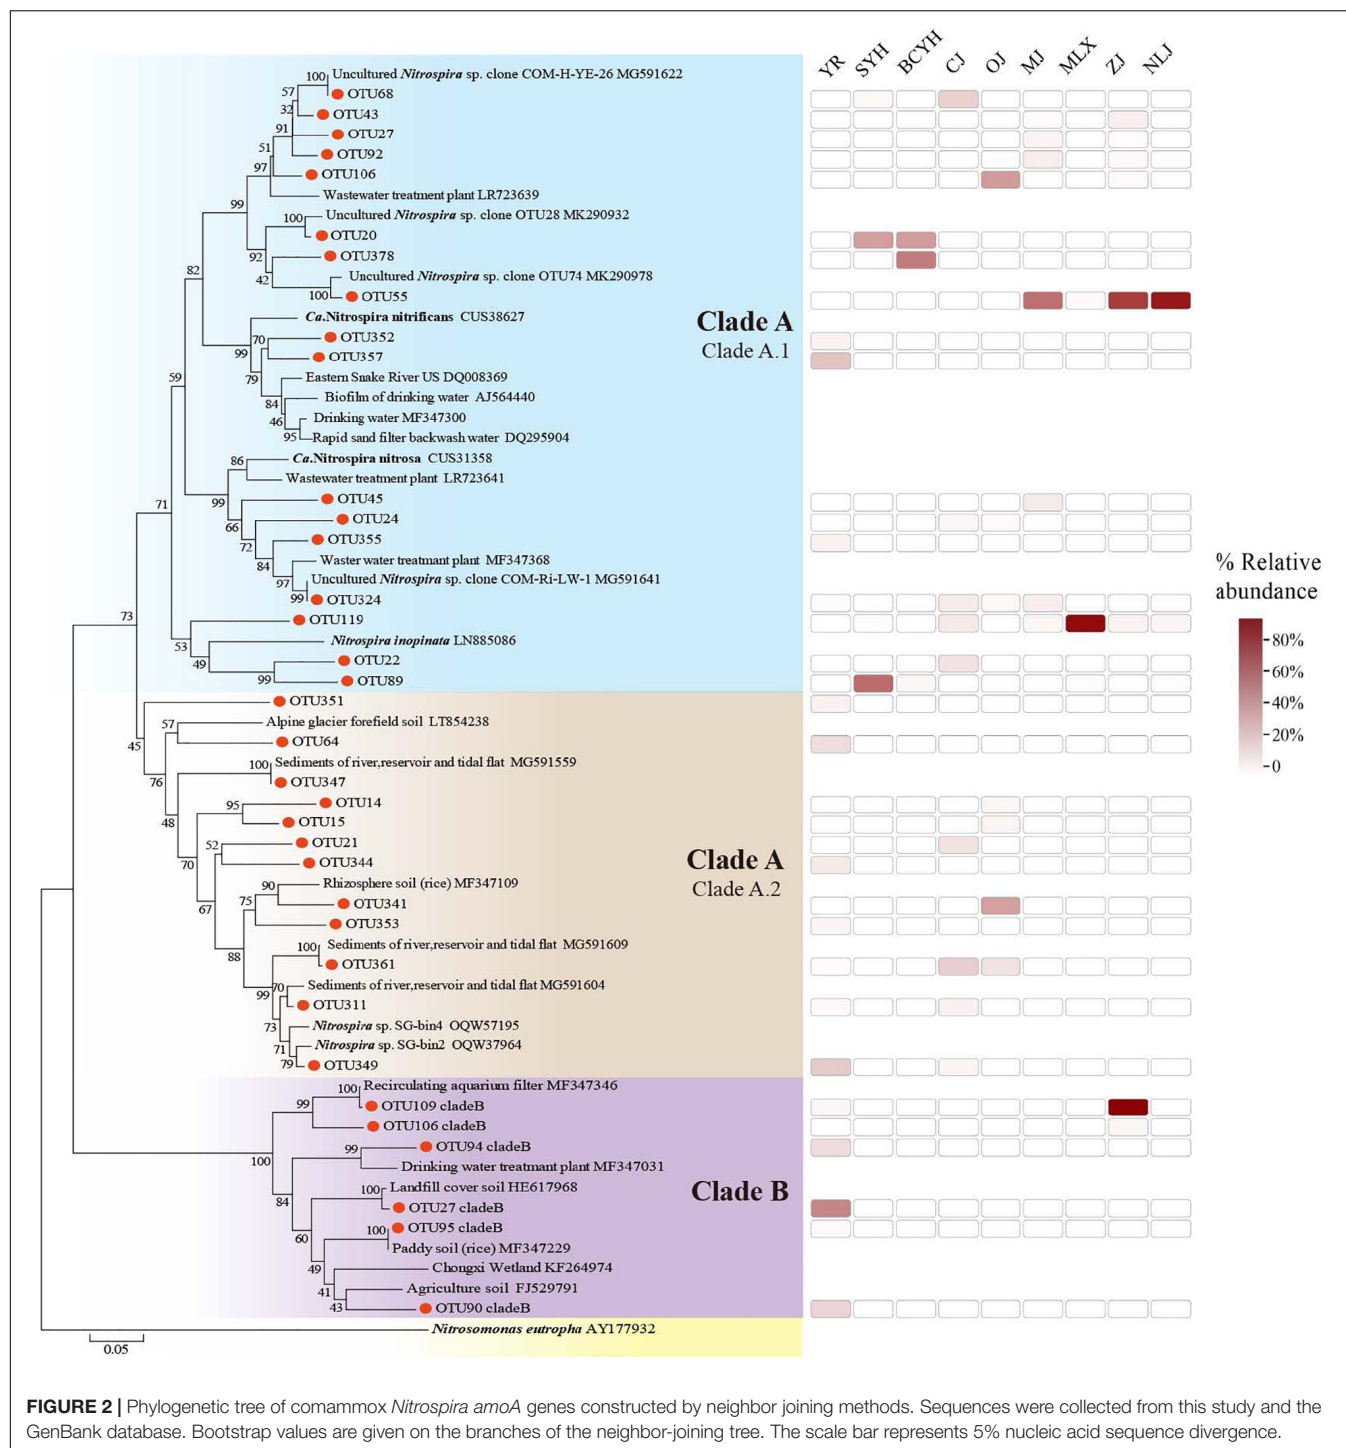 YR SYH BCYH CJ OJ MJ MLX ZJ NLJ
100 Uncultured Nitrospira sp. clone COM-H-YE-26 MG591622
57 OTU68
32 OTU43
91 OTU27
51 OTU92
97 OTU106
Wastewater treatment plant LR723639
99
100 Uncultured Nitrospira sp. clone OTU28 MK290932
OTU20
92 OTU378
42 Uncultured Nitrospira sp. clone OTU74 MK290978
100 OTU55
82
Ca.Nitrospira nitrificans CUS38627
70 OTU352
99 OTU357
79 Eastern Snake River US DQ008369
84 Biofilm of drinking water AJ564440
46 Drinking water MF347300
95 Rapid sand filter backwash water DQ295904
59
Clade A
Clade A.1
86 Ca.Nitrospira nitrosa CUS31358
Wastewater treatment plant LR723641
99 OTU45
66 OTU24
72 OTU355
84 Waster water treatmant plant MF347368
97 Uncultured Nitrospira sp. clone COM-Ri-LW-1 MG591641
99 OTU324
71
OTU119
53 Nitrospira inopinata LN885086
49 OTU22
99 OTU89
73
OTU351
57 Alpine glacier forefield soil LT854238
45 OTU64
76
100 Sediments of river,reservoir and tidal flat MG591559
OTU347
48
95 OTU14
OTU15
70
52 OTU21
OTU344
67
Clade A
Clade A.2
90 Rhizosphere soil (rice) MF347109
75 OTU341
OTU353
88
100 Sediments of river,reservoir and tidal flat MG591609
OTU361
99
70 Sediments of river,reservoir and tidal flat MG591604
OTU311
73 Nitrospira sp. SG-bin4 OQW57195
71 Nitrospira sp. SG-bin2 OQW37964
79 OTU349
100 Recirculating aquarium filter MF347346
99 OTU109 cladeB
OTU106 cladeB
100
99 OTU94 cladeB
Drinking water treatmant plant MF347031
84
Clade B
100 Landfill cover soil HE617968
OTU27 cladeB
60
100 OTU95 cladeB
Paddy soil (rice) MF347229
49 Chongxi Wetland KF264974
41 Agriculture soil FJ529791
43 OTU90 cladeB
Nitrosomonas eutropha AY177932
0.05
% Relative
abundance
80%
60%
40%
20%
0
FIGURE 2 | Phylogenetic tree of comammox Nitrospira amoA genes constructed by neighbor joining methods. Sequences were collected from this study and the
GenBank database. Bootstrap values are given on the branches of the neighbor-joining tree. The scale bar represents 5% nucleic acid sequence divergence.